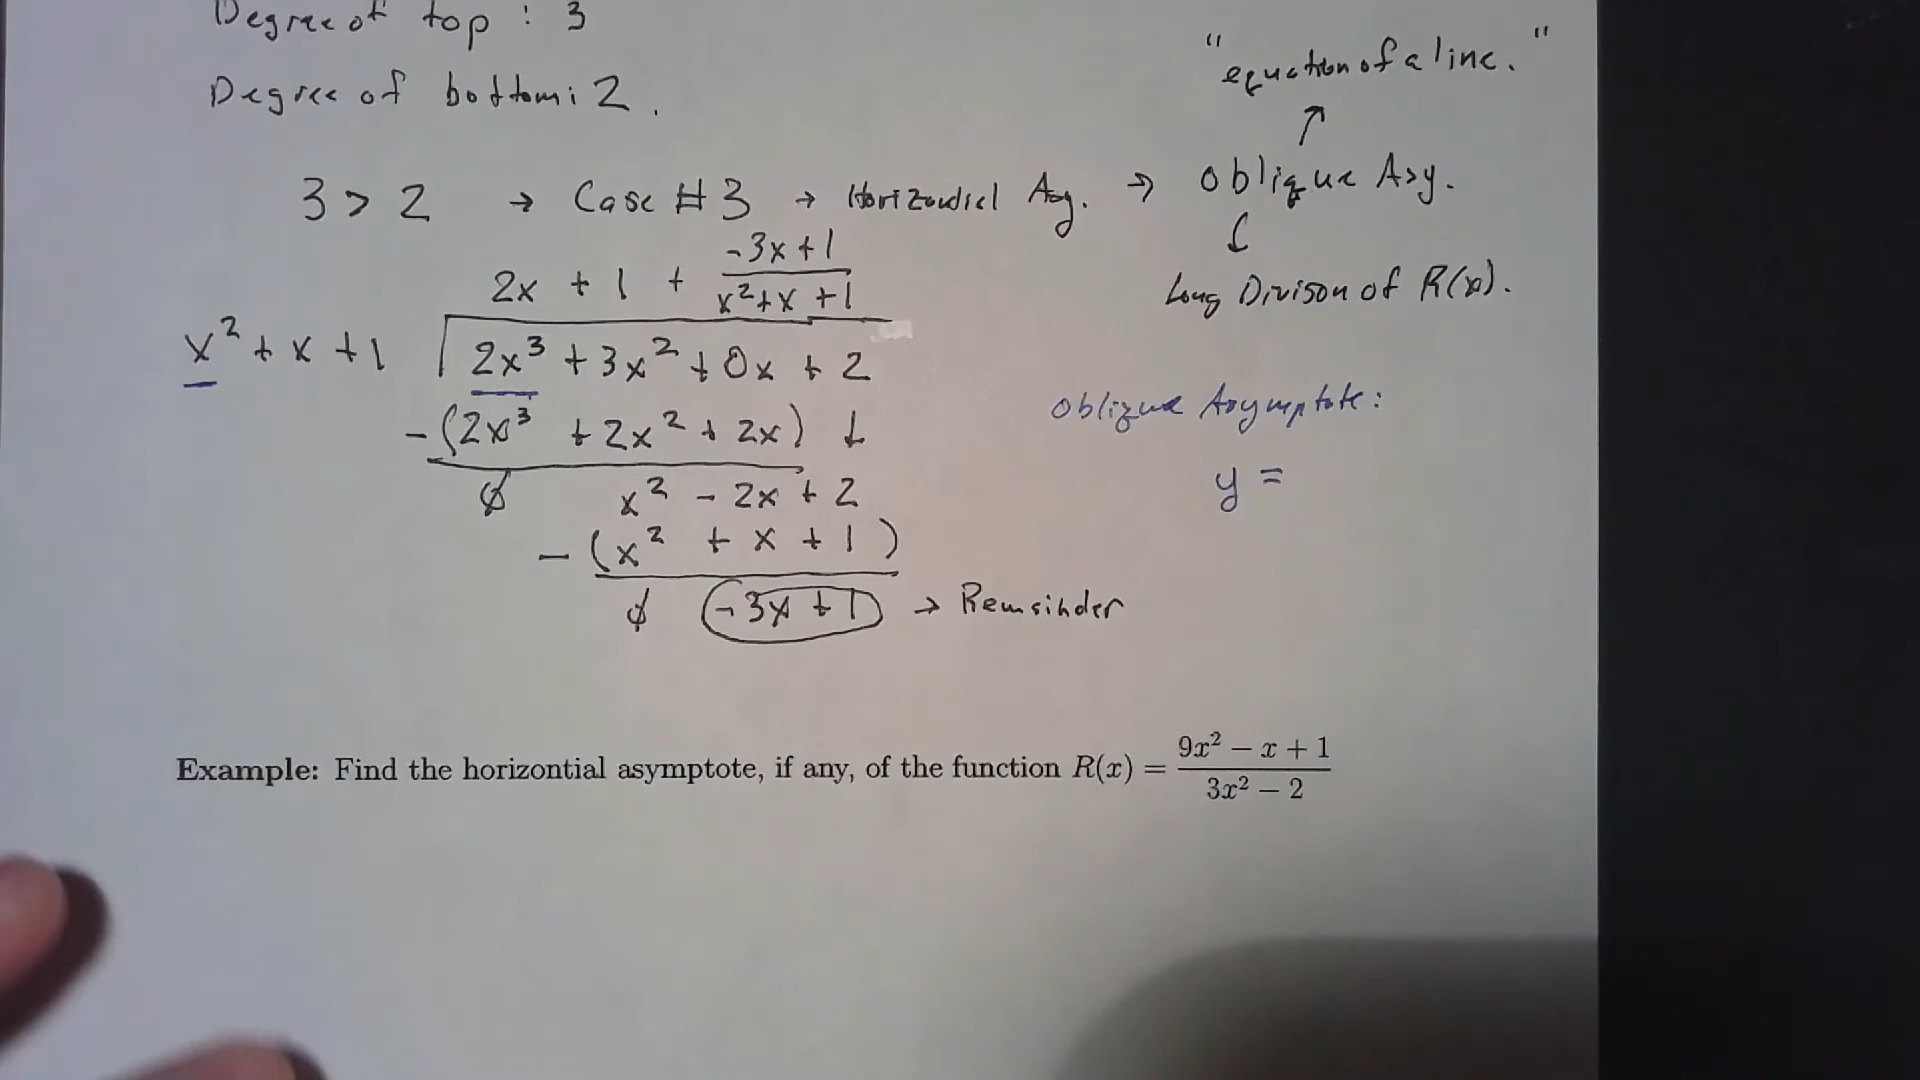 Degree of top : 3
Degree of bottom : 2 .
"equation of a line."
↑
3 > 2 → Case # 3 → Horizontial Asy. → Oblique Asy.
↓
Long Divison of R(x).
-3x + 1
2x + 1 + x² + x + 1
x² + x + 1 2x³ + 3x² + 0x + 2
-(2x³ + 2x² + 2x) ↓
0 x² - 2x + 2
-(x² + x + 1)
0 -3x + 1 → Remainder
Oblique Asymptote :
y =
Example: Find the horizontial asymptote, if any, of the function R(x) = 9x² − x + 1
3x² − 2